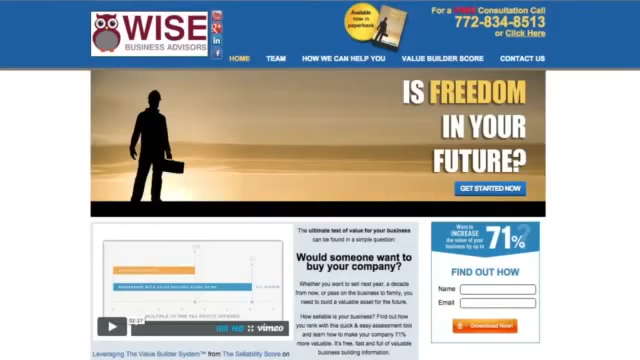 WISE
BUSINESS ADVISORS
Available
now in
paperback
For a FREE Consultation Call
772-834-8513
or Click Here
HOME TEAM HOW WE CAN HELP YOU VALUE BUILDER SCORE CONTACT US
IS FREEDOM
IN YOUR
FUTURE?
GET STARTED NOW
02:27
HD vimeo
Leveraging The Value Builder System™ from The Sellability Score on
The ultimate test of value for your business
can be found in a simple question:
Would someone want to
buy your company?
Whether you want to sell next year, a decade
from now, or pass on the business to family, you
need to build a valuable asset for the future.
How sellable is your business? Find out how
you rank with this quick & easy assessment tool
and learn how to make your company 71%
more valuable. It's free, fast and full of valuable
business building information.
Want to
INCREASE
the value of your
business by up to
71%
?
FIND OUT HOW
Name
Email
Download Now!